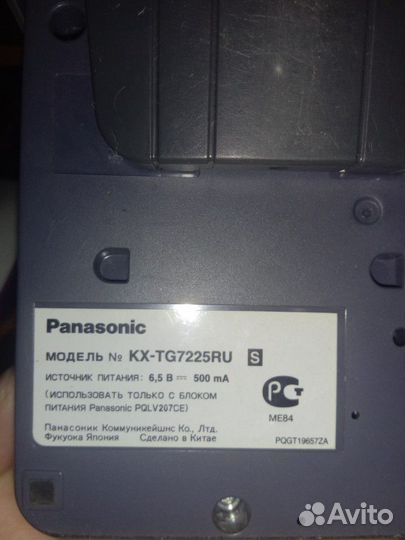 Panasonic
МОДЕЛЬ № KX-TG7225RU S
ИСТОЧНИК ПИТАНИЯ: 6,5 В ⎓ 500 mA
(ИСПОЛЬЗОВАТЬ ТОЛЬКО С БЛОКОМ
ПИТАНИЯ Panasonic PQLV207CE)
РСТ
ME84
Панасоник Коммуникейшнс Ко., Лтд.
Фукуока Япония Сделано в Китае
PQGT19657ZA
Avito